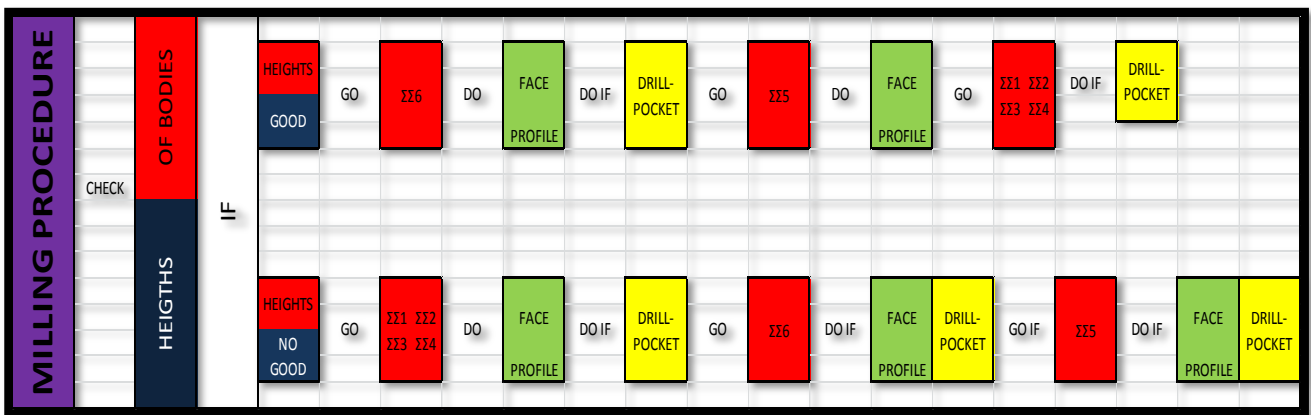 MILLING PROCEDURE
CHECK
HEIGTHS OF BODIES
IF
HEIGHTS
GOOD
GO
ΣΣ6
DO
FACE
PROFILE
DO IF
DRILL-
POCKET
GO
ΣΣ5
DO
FACE
PROFILE
GO
ΣΣ1 ΣΣ2
ΣΣ3 ΣΣ4
DO IF
DRILL-
POCKET
HEIGHTS
NO
GOOD
GO
ΣΣ1 ΣΣ2
ΣΣ3 ΣΣ4
DO
FACE
PROFILE
DO IF
DRILL-
POCKET
GO
ΣΣ6
DO IF
FACE
PROFILE
DRILL-
POCKET
GO IF
ΣΣ5
DO IF
FACE
PROFILE
DRILL-
POCKET